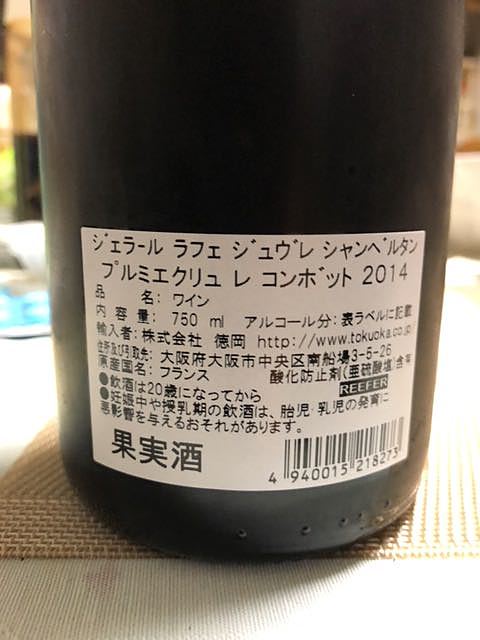 ジェラール ラフェ ジュヴレ シャンベルタン
プルミエクリュ レ コンボット 2014
品　　名: ワイン
内 容 量: 750 ml　アルコール分:表ラベルに記載
輸入者:株式会社 徳岡 http://www.tokuoka.co.jp
住所及び引取先: 大阪府大阪市中央区南船場3-5-26
原産国名:フランス　酸化防止剤(亜硫酸塩)含有
●飲酒は20歳になってから REEFER
●妊娠中や授乳期の飲酒は、胎児・乳児の発育に
悪影響を与えるおそれがあります。
果実酒
4 940015 218273